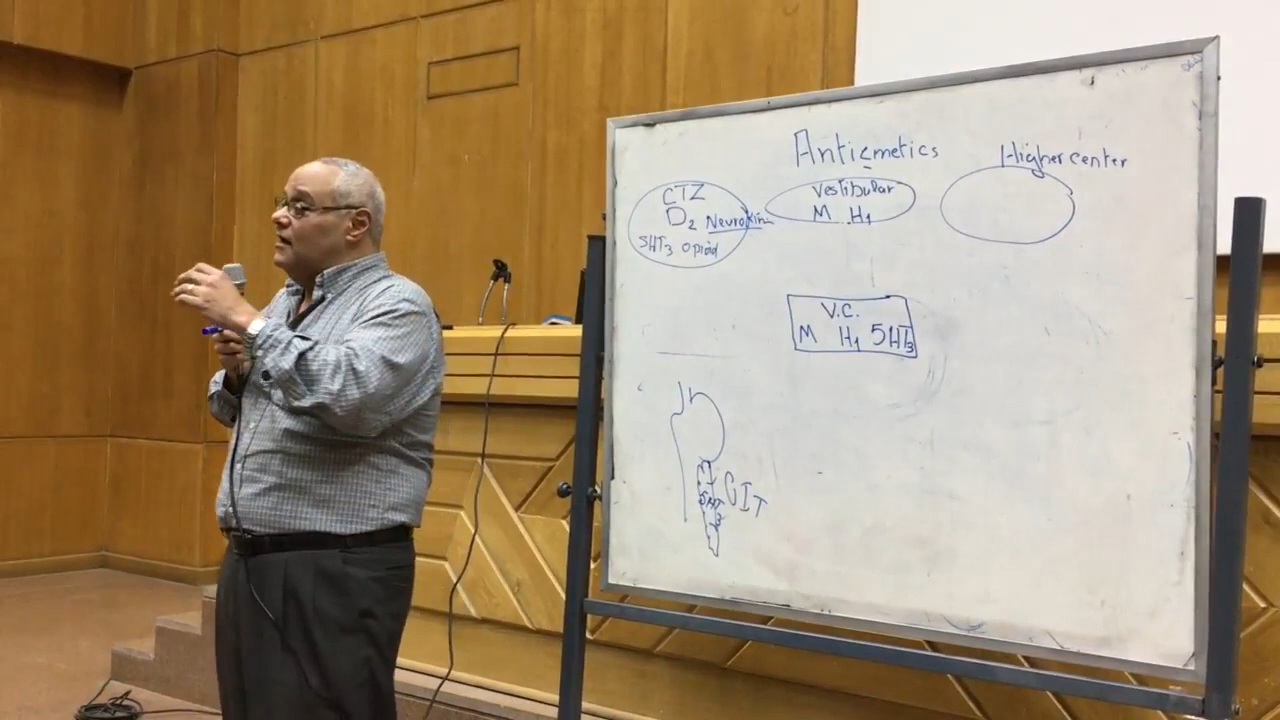 Antiemetics
Higher center
CTZ
D2 Neurokin
5HT3 opioid
Vestibular
M H1
V.C.
M H1 5HT3
GIT